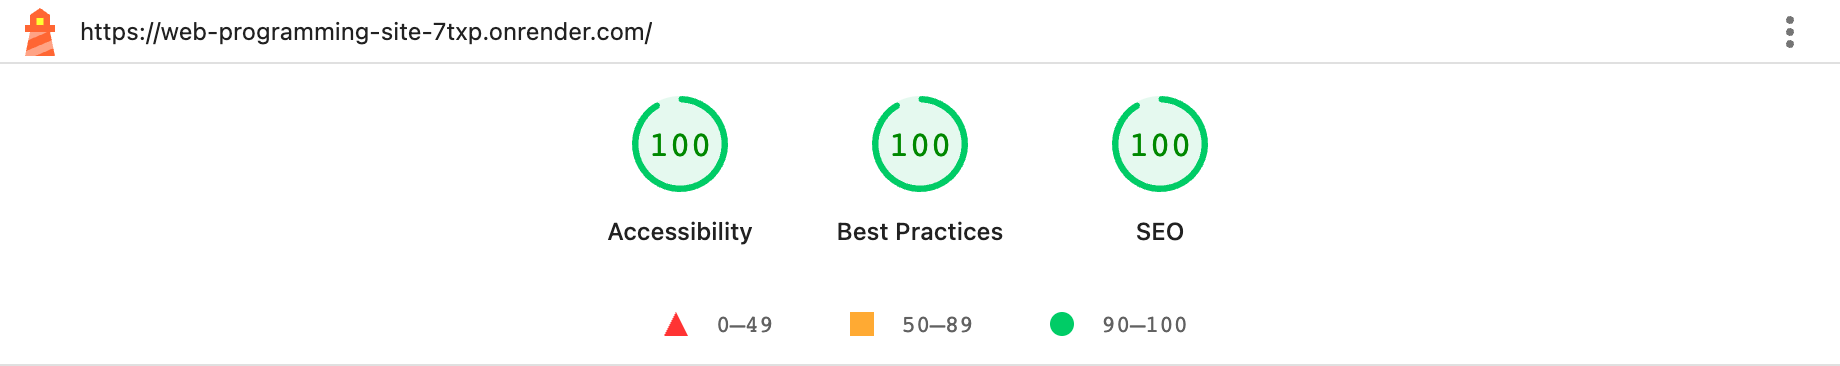 https://web-programming-site-7txp.onrender.com/
100 100 100
Accessibility Best Practices SEO
0–49 50–89 90–100